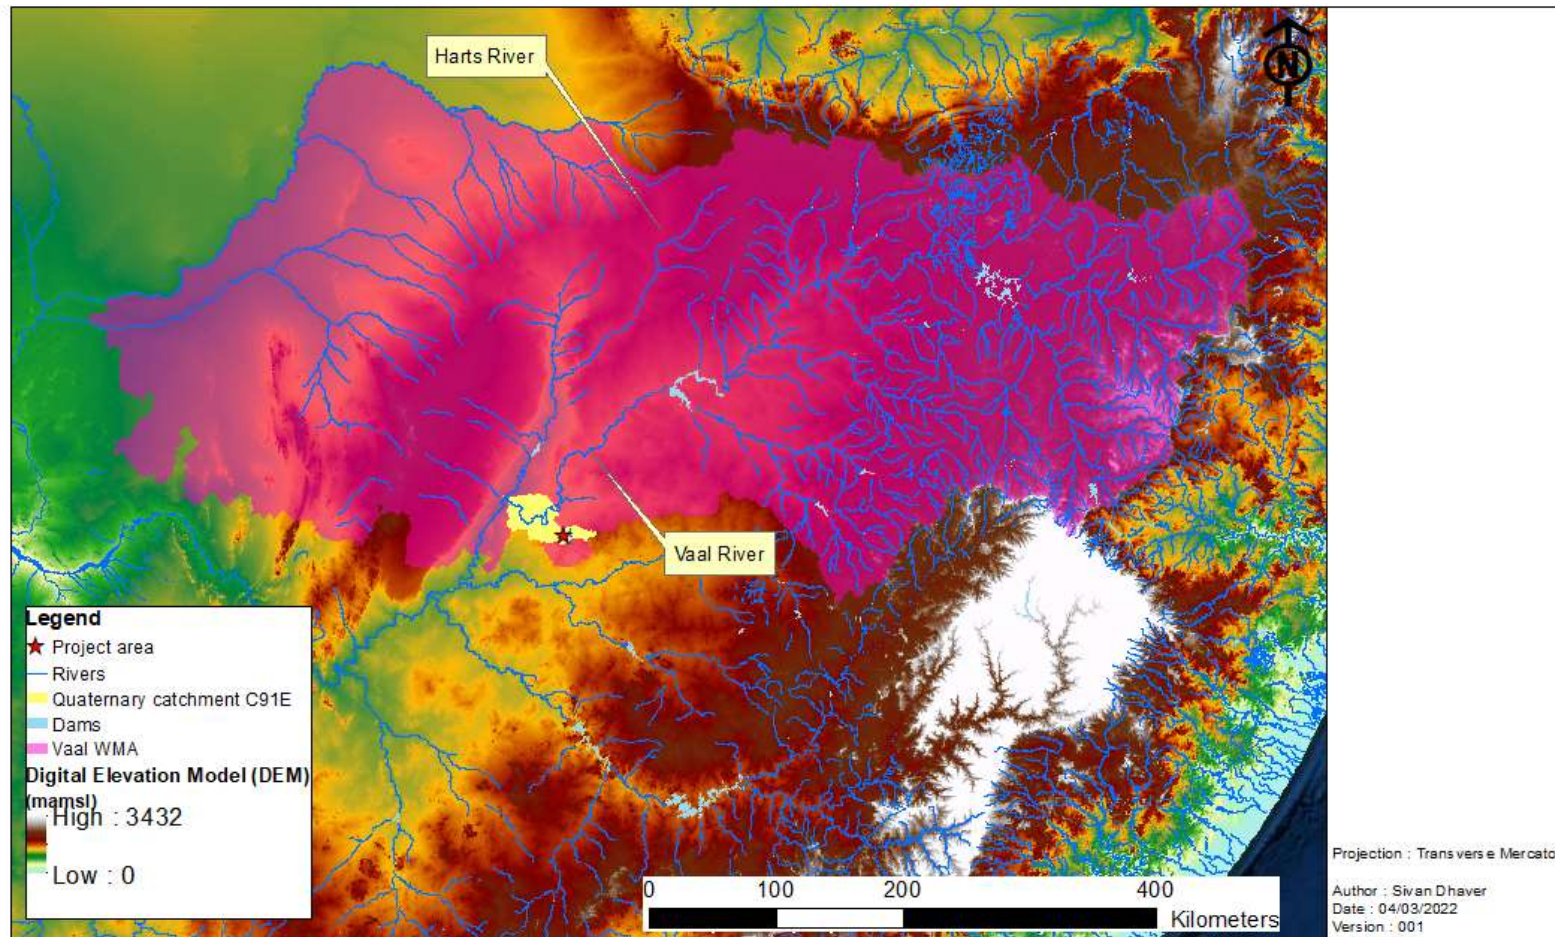 Harts River
N
Vaal River
Legend
Project area
Rivers
Quaternary catchment C91E
Dams
Vaal WMA
Digital Elevation Model (DEM)
(mamsl)
High : 3432
Low : 0
0 100 200 400
Kilometers
Projection : Transverse Mercato
Author : Sivan Dhaver
Date : 04/03/2022
Version : 001